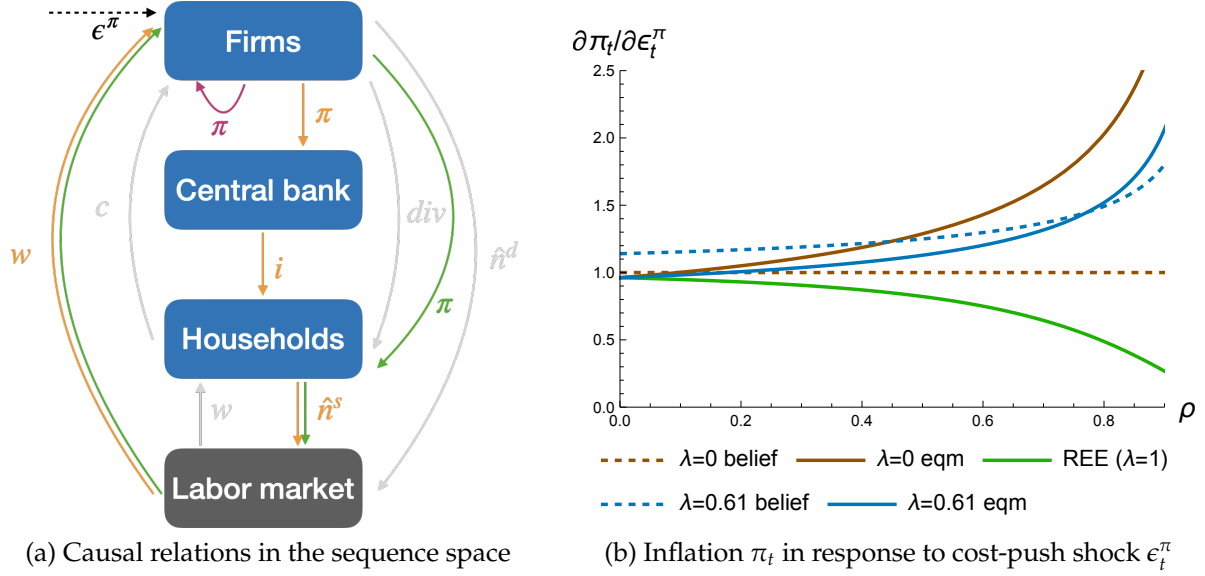 ϵ^π
Firms
π
π
Central bank
c
div
n̂^d
w
i
π
Households
w
n̂^s
Labor market
(a) Causal relations in the sequence space
∂π_t/∂ϵ_t^π
2.5
2.0
1.5
1.0
0.5
0.0
0.0 0.2 0.4 0.6 0.8
ρ
λ=0 belief λ=0 eqm REE (λ=1)
λ=0.61 belief λ=0.61 eqm
(b) Inflation π_t in response to cost-push shock ϵ_t^π